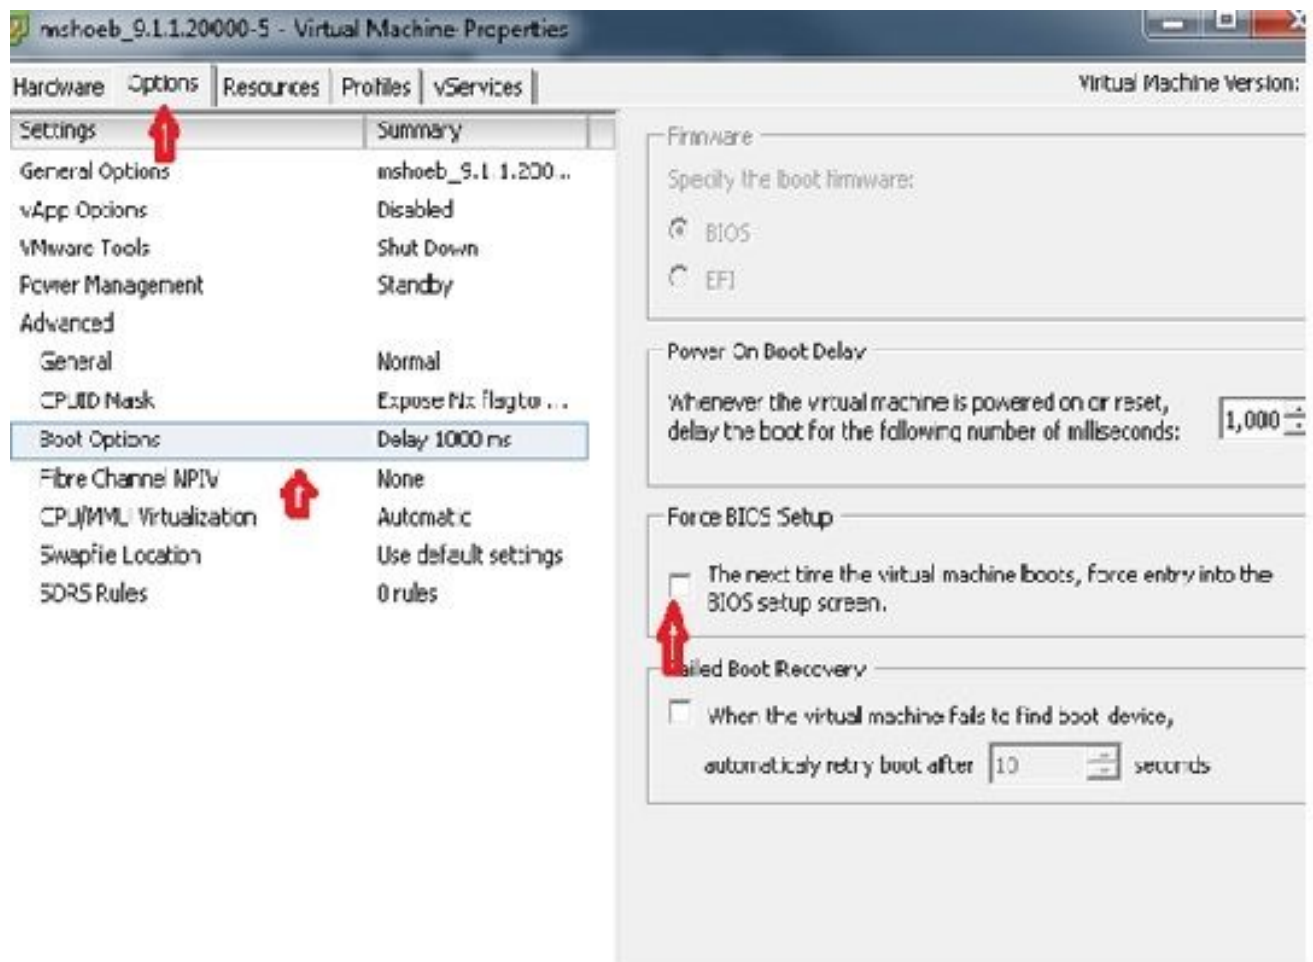 mshoeb_9.1.1.20000-5 - Virtual Machine Properties
Hardware Options Resources Profiles vServices Virtual Machine Version:
Settings Summary
General Options mshoeb_9.1.1.200...
vApp Options Disabled
VMware Tools Shut Down
Power Management Standby
Advanced
General Normal
CPUID Mask Expose Nx flag to ...
Boot Options Delay 1000 ms
Fibre Channel NPIV None
CPU/MMU Virtualization Automatic
Swapfile Location Use default settings
SDRS Rules 0 rules
Firmware
Specify the boot firmware:
BIOS
EFI
Power On Boot Delay
Whenever the virtual machine is powered on or reset,
delay the boot for the following number of milliseconds: 1,000
Force BIOS Setup
The next time the virtual machine boots, force entry into the
BIOS setup screen.
Failed Boot Recovery
When the virtual machine fails to find boot device,
automatically retry boot after 10 seconds